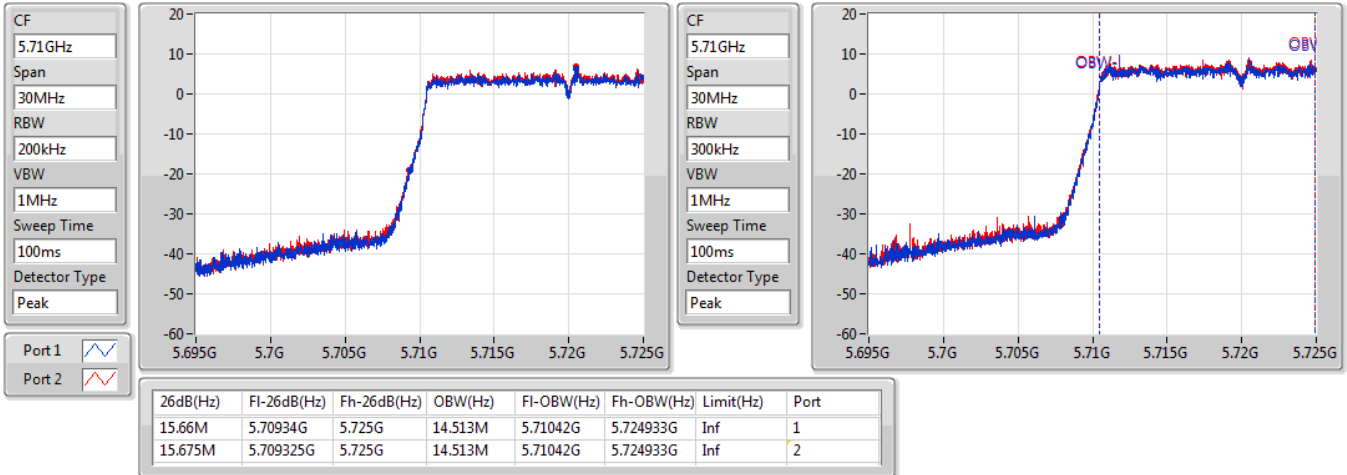 CF
5.71GHz
Span
30MHz
RBW
200kHz
VBW
1MHz
Sweep Time
100ms
Detector Type
Peak
20
10
0
-10
-20
-30
-40
-50
-60
5.695G 5.7G 5.705G 5.71G 5.715G 5.72G 5.725G
CF
5.71GHz
Span
30MHz
RBW
300kHz
VBW
1MHz
Sweep Time
100ms
Detector Type
Peak
20
10
0
-10
-20
-30
-40
-50
-60
OBW-l
OBW
5.695G 5.7G 5.705G 5.71G 5.715G 5.72G 5.725G
Port 1
Port 2
26dB(Hz) Fl-26dB(Hz) Fh-26dB(Hz) OBW(Hz) Fl-OBW(Hz) Fh-OBW(Hz) Limit(Hz) Port
15.66M 5.70934G 5.725G 14.513M 5.71042G 5.724933G Inf 1
15.675M 5.709325G 5.725G 14.513M 5.71042G 5.724933G Inf 2